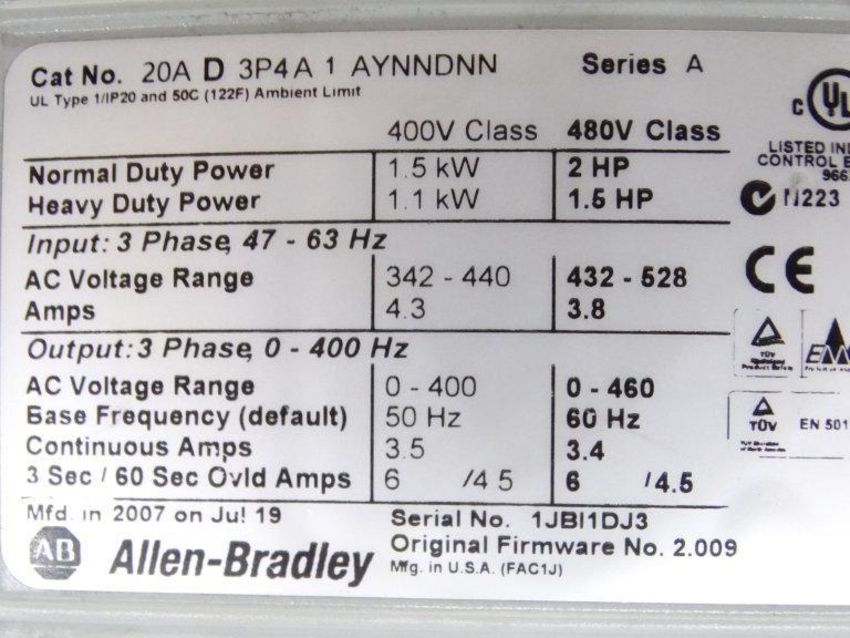 Cat No. 20A D 3P4 A 1 AYNNDNN Series A
UL Type 1/IP20 and 50C (122F) Ambient Limit
400V Class 480V Class
Normal Duty Power 1.5 kW 2 HP
Heavy Duty Power 1.1 kW 1.5 HP
Input: 3 Phase, 47 - 63 Hz
AC Voltage Range 342 - 440 432 - 528
Amps 4.3 3.8
Output: 3 Phase, 0 - 400 Hz
AC Voltage Range 0 - 400 0 - 460
Base Frequency (default) 50 Hz 60 Hz
Continuous Amps 3.5 3.4
3 Sec / 60 Sec Ovld Amps 6 /4.5 6 /4.5
Mfd. in 2007 on Jul 19 Serial No. 1JBI1DJ3
AB Allen-Bradley Original Firmware No. 2.009
Mfg. in U.S.A. (FAC1J)
C UL
LISTED IND
CONTROL E
966
N223
CE
TÜV EM
TÜV EN 501